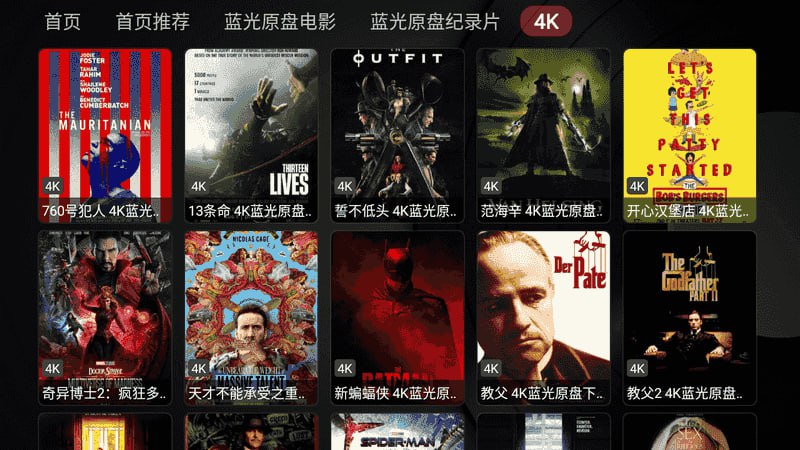 首页 首页推荐 蓝光原盘电影 蓝光原盘纪录片 4K
JODIE
FOSTER
TAHAR
RAHIM
SHAILENE
WOODLEY
BENEDICT
CUMBERBATCH
THE
MAURITANIAN
4K
760号犯人 4K蓝光..
THIRTEEN
LIVES
4K
13条命 4K蓝光原盘..
THE
OUTFIT
4K
誓不低头 4K蓝光原..
4K
范海辛 4K蓝光原盘..
LET'S
GET
THIS
PATTY
STARTED
THE
BOB'S BURGERS
4K
开心汉堡店 4K蓝光..
DOCTOR STRANGE
4K
奇异博士2：疯狂多..
NICOLAS CAGE
MASSIVE TALENT
4K
天才不能承受之重..
4K
新蝙蝠侠 4K蓝光原..
Der
Pate
4K
教父 4K蓝光原盘下..
The
Godfather
PART II
4K
教父2 4K蓝光原盘..
SPIDER-MAN